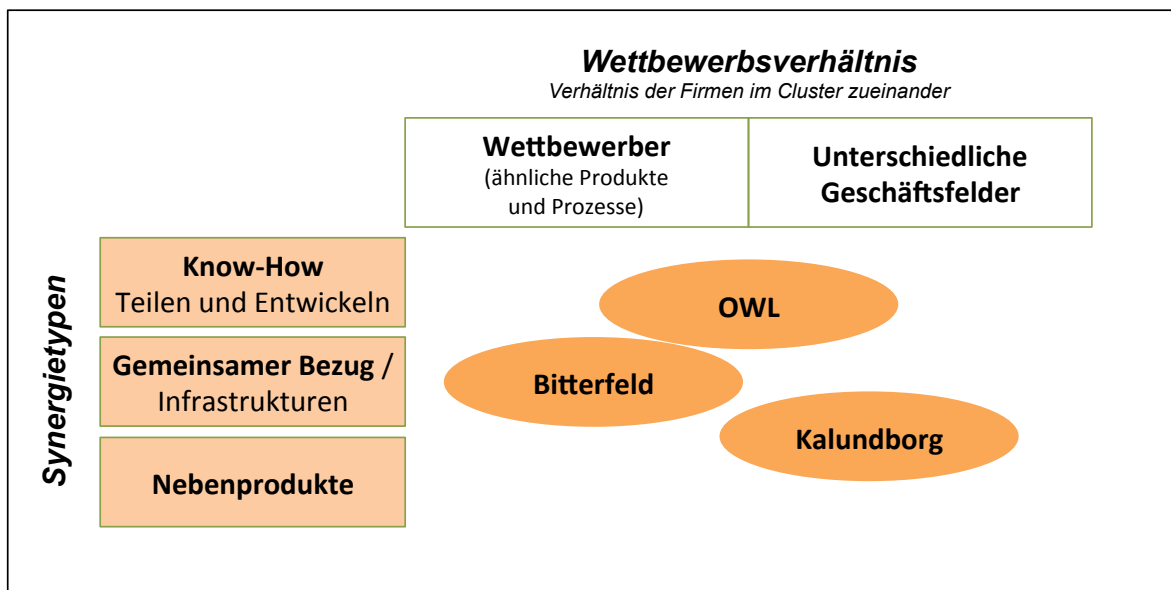 Wettbewerbsverhältnis
Verhältnis der Firmen im Cluster zueinander
Wettbewerber
(ähnliche Produkte
und Prozesse)
Unterschiedliche
Geschäftsfelder
Synergietypen
Know-How
Teilen und Entwickeln
Gemeinsamer Bezug /
Infrastrukturen
Nebenprodukte
OWL
Bitterfeld
Kalundborg